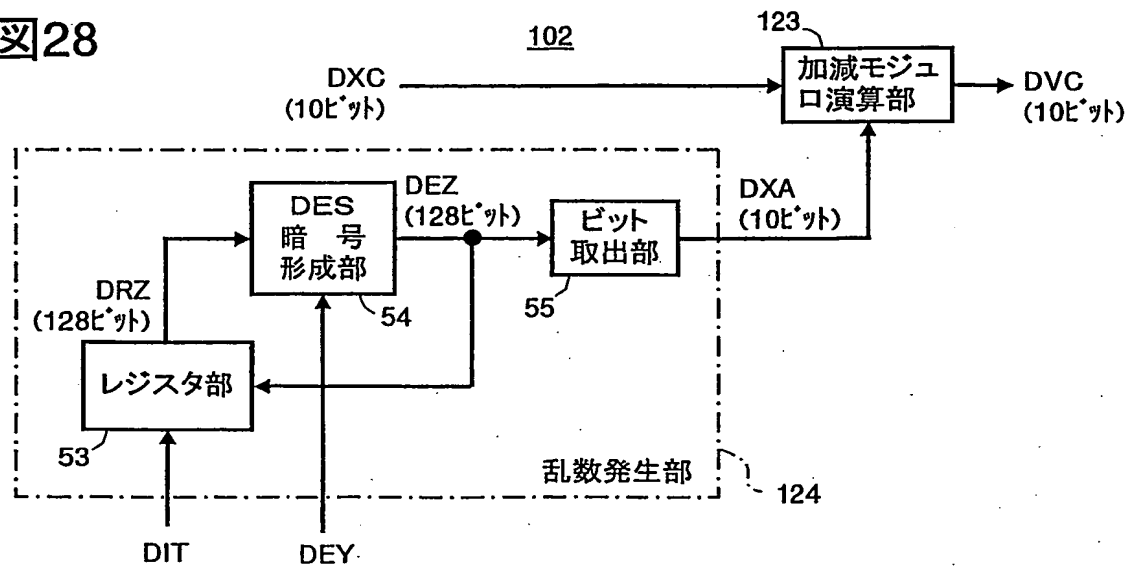 図28
102
123
DXC
(10ビット)
加減モジュ
ロ演算部
DVC
(10ビット)
DES
暗 号
形成部
54
DEZ
(128ビット)
ビット
取出部
55
DXA
(10ビット)
DRZ
(128ビット)
レジスタ部
53
乱数発生部
124
DIT
DEY